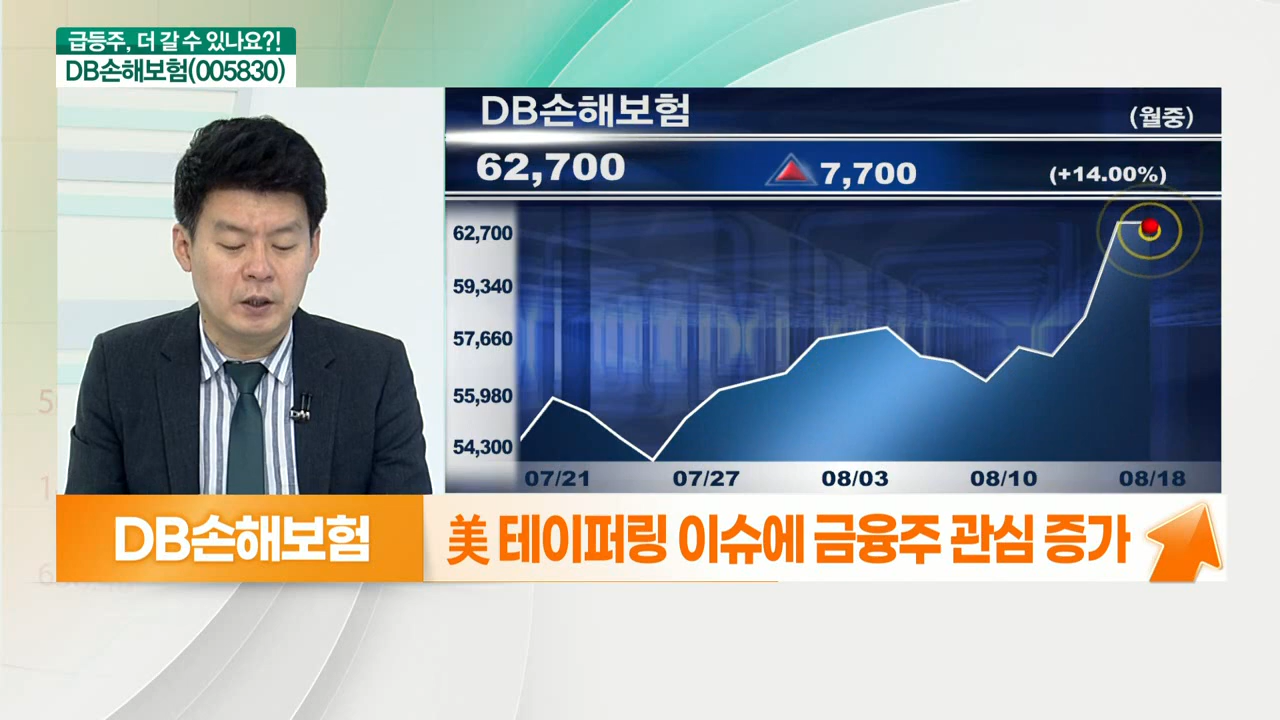 급등주, 더 갈 수 있나요?!
DB손해보험(005830)
DB손해보험
(월중)
62,700
7,700
(+14.00%)
62,700
59,340
57,660
55,980
54,300
07/21
07/27
08/03
08/10
08/18
DB손해보험
美 테이퍼링 이슈에 금융주 관심 증가